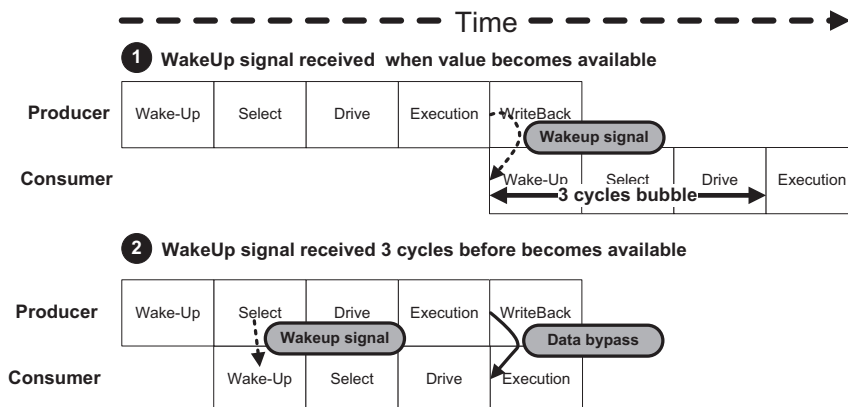 Time
1 WakeUp signal received when value becomes available
Producer Wake-Up Select Drive Execution WriteBack
Wakeup signal
Consumer Wake-Up Select Drive Execution
3 cycles bubble
2 WakeUp signal received 3 cycles before becomes available
Producer Wake-Up Select Drive Execution WriteBack
Wakeup signal Data bypass
Consumer Wake-Up Select Drive Execution